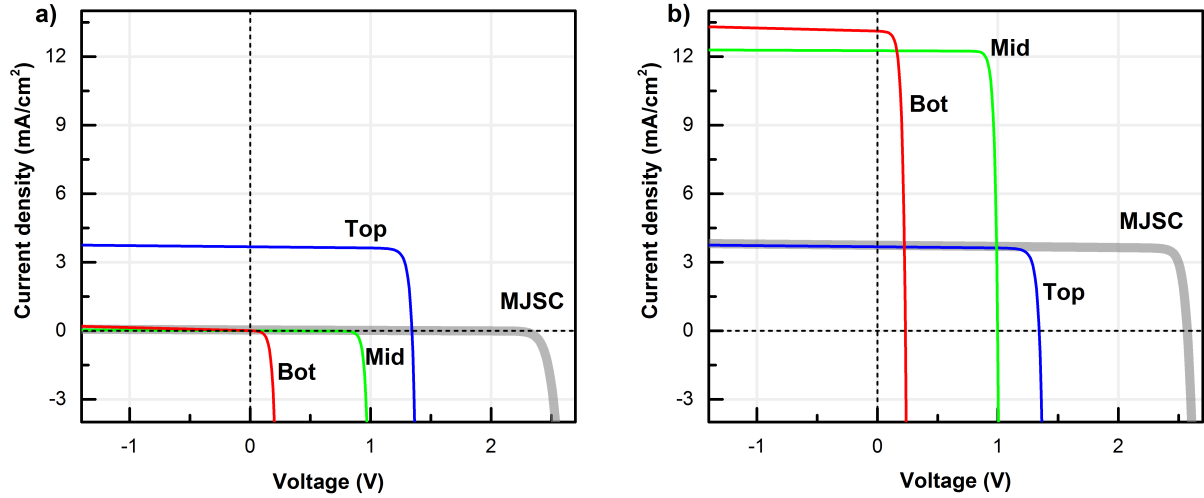 a)
Current density (mA/cm²)
12
9
6
3
0
-3
Top
MJSC
Bot
Mid
-1
0
1
2
Voltage (V)
b)
Current density (mA/cm²)
12
9
6
3
0
-3
Mid
Bot
MJSC
Top
-1
0
1
2
Voltage (V)